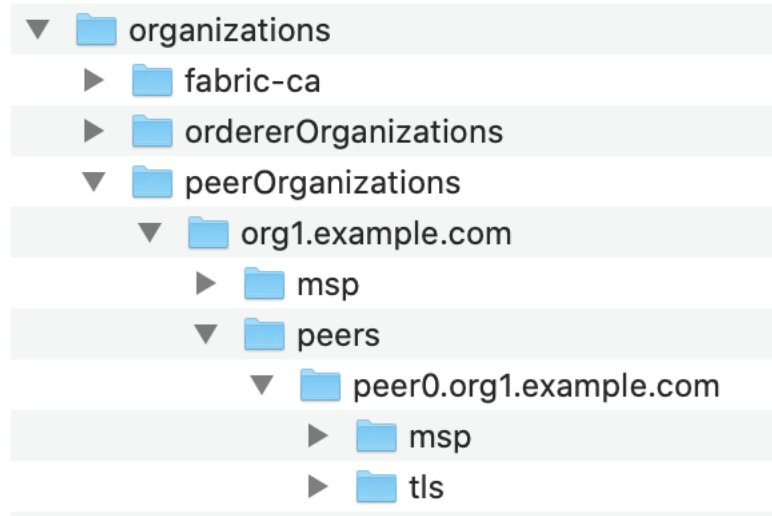 organizations
fabric-ca
ordererOrganizations
peerOrganizations
org1.example.com
msp
peers
peer0.org1.example.com
msp
tls